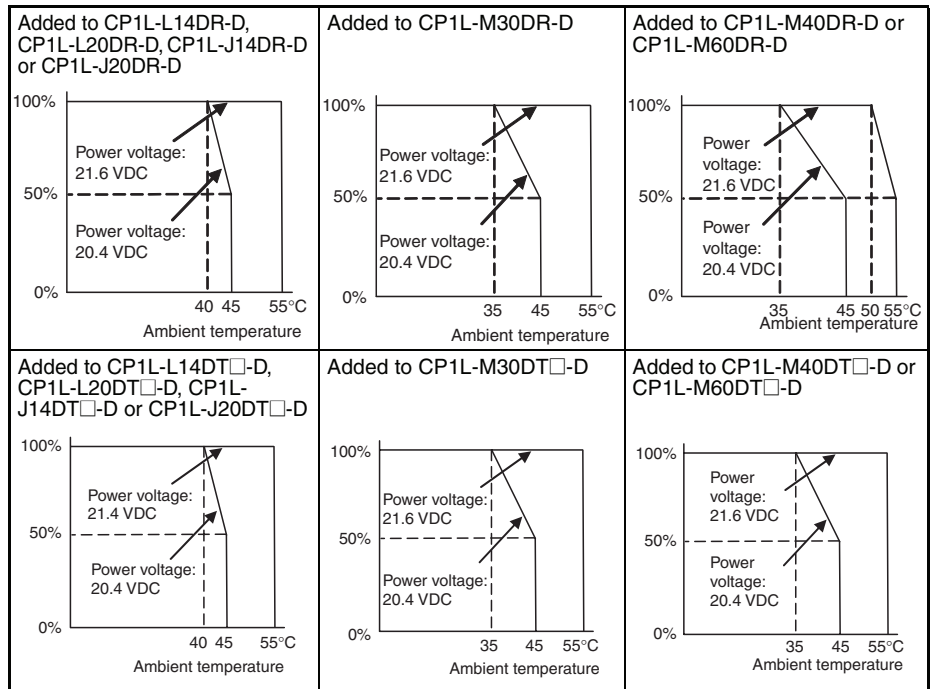 Added to CP1L-L14DR-D,
CP1L-L20DR-D, CP1L-J14DR-D
or CP1L-J20DR-D
100%
Power voltage:
21.6 VDC
50%
Power voltage:
20.4 VDC
0%
40 45 55°C
Ambient temperature
Added to CP1L-M30DR-D
100%
Power voltage:
21.6 VDC
50%
Power voltage:
20.4 VDC
0%
35 45 55°C
Ambient temperature
Added to CP1L-M40DR-D or
CP1L-M60DR-D
100%
Power
voltage:
21.6 VDC
50%
Power
voltage:
20.4 VDC
0%
35 45 50 55°C
Ambient temperature
Added to CP1L-L14DT□-D,
CP1L-L20DT□-D, CP1L-
J14DT□-D or CP1L-J20DT□-D
100%
Power voltage:
21.4 VDC
50%
Power voltage:
20.4 VDC
0%
40 45 55°C
Ambient temperature
Added to CP1L-M30DT□-D
100%
Power voltage:
21.6 VDC
50%
Power voltage:
20.4 VDC
0%
35 45 55°C
Ambient temperature
Added to CP1L-M40DT□-D or
CP1L-M60DT□-D
100%
Power
voltage:
21.6 VDC
50%
Power
voltage:
20.4 VDC
0%
35 45 55°C
Ambient temperature